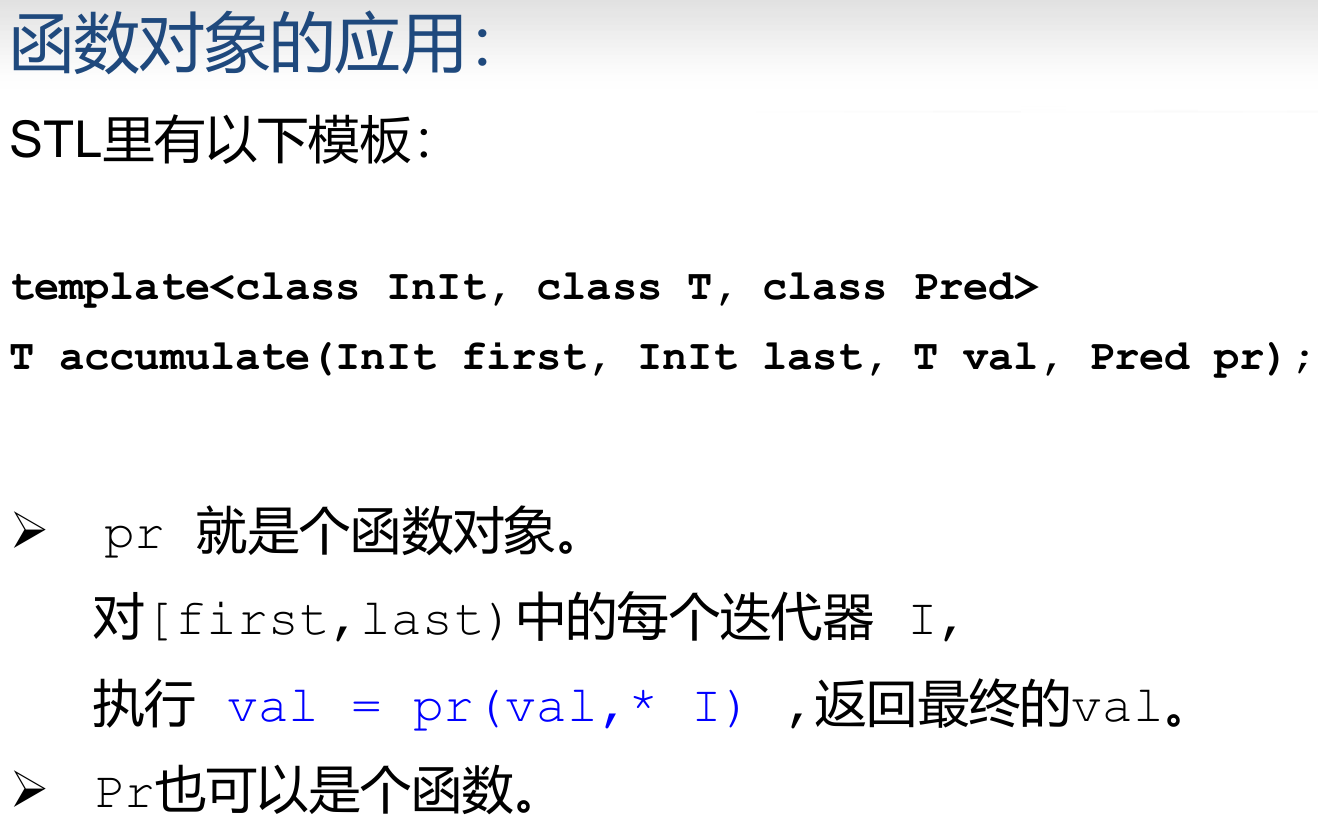 函数对象的应用：
STL里有以下模板：
template<class InIt, class T, class Pred>
T accumulate(InIt first, InIt last, T val, Pred pr);
➢ pr 就是个函数对象。
对[first,last)中的每个迭代器 I,
执行 val = pr(val,* I) ,返回最终的val。
➢ Pr也可以是个函数。